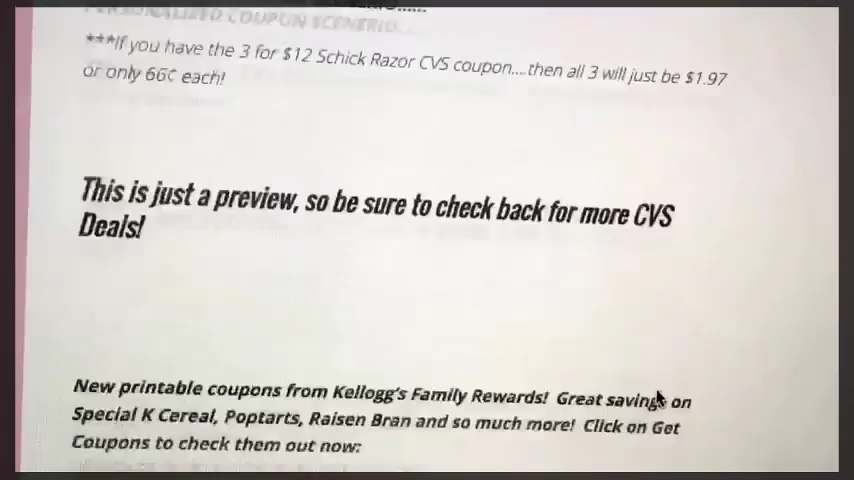 PERSONALIZED COUPON SCENERIO....
***If you have the 3 for $12 Schick Razor CVS coupon....then all 3 will just be $1.97
or only 66¢ each!
This is just a preview, so be sure to check back for more CVS
Deals!
New printable coupons from Kellogg's Family Rewards! Great savings on
Special K Cereal, Poptarts, Raisen Bran and so much more! Click on Get
Coupons to check them out now: